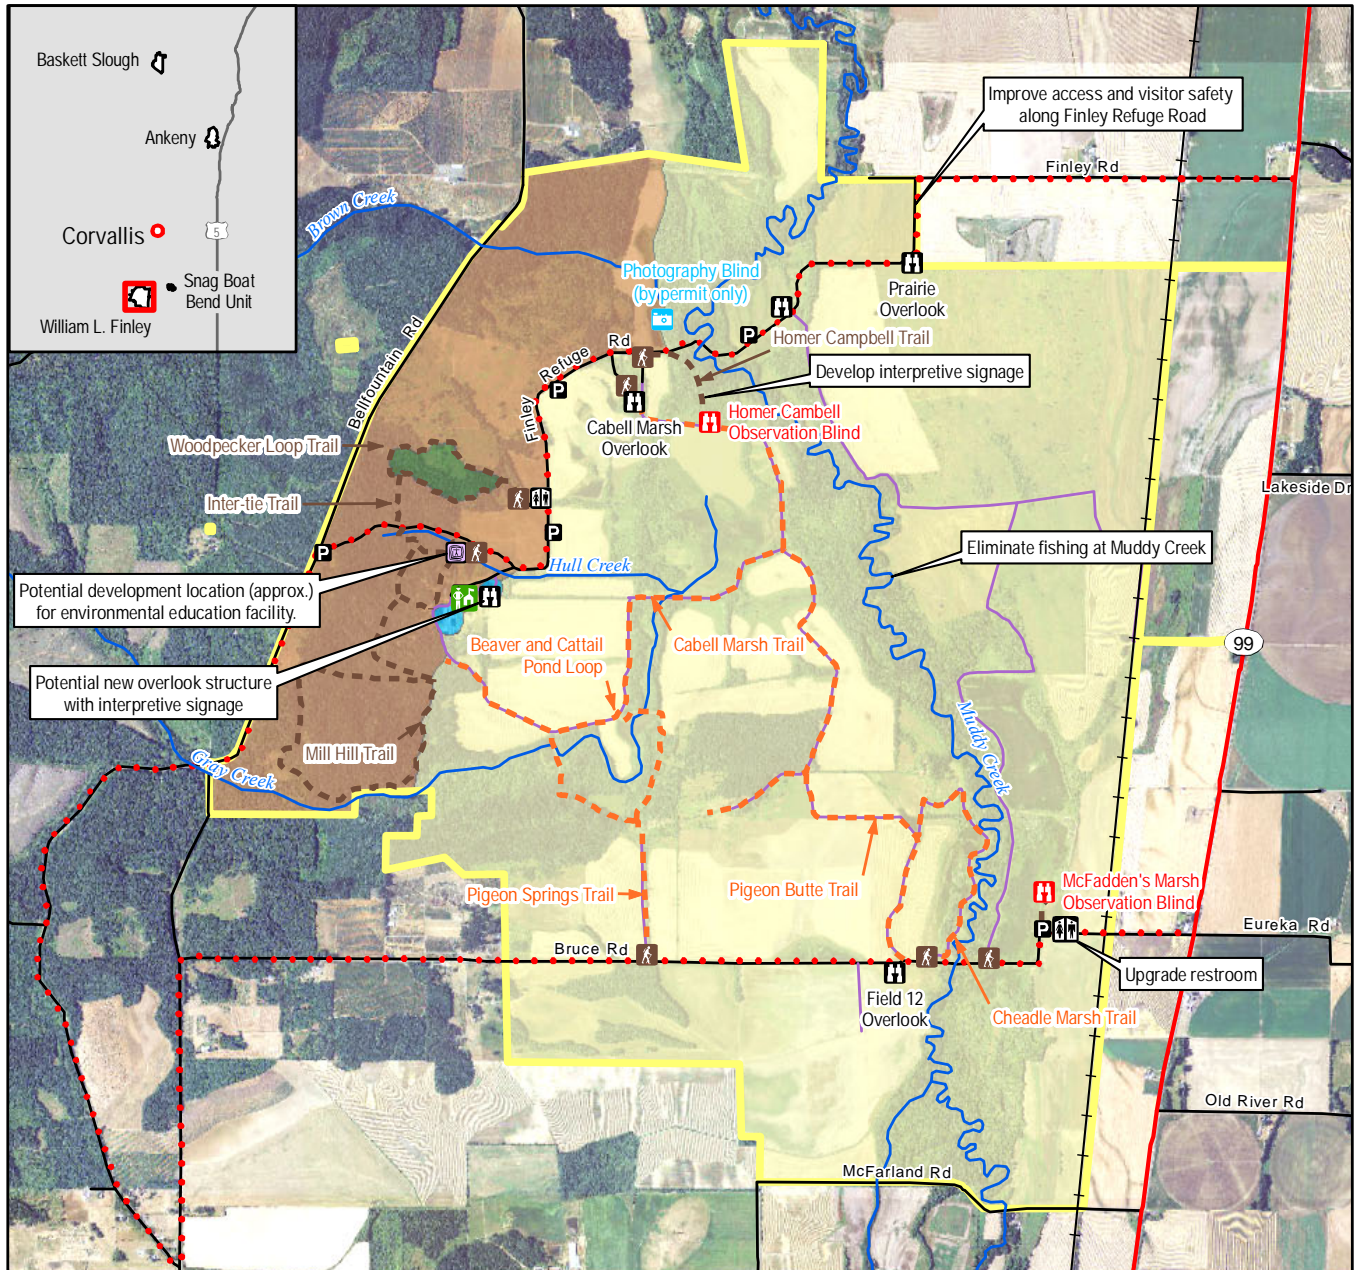 Baskett Slough
Ankeny
Corvallis
5
Snag Boat
Bend Unit
William L. Finley
Improve access and visitor safety
along Finley Refuge Road
Finley Rd
Brown Creek
Photography Blind
(by permit only)
Prairie
Overlook
Bellfountain Rd
P
Homer Campbell Trail
Finley Refuge Rd
P
Develop interpretive signage
Cabell Marsh
Overlook
Homer Cambell
Observation Blind
Woodpecker Loop Trail
Inter-tie Trail
Lakeside Dr
P
P
Eliminate fishing at Muddy Creek
Hull Creek
Potential development location (approx.)
for environmental education facility.
Beaver and Cattail
Pond Loop
Cabell Marsh Trail
99
Potential new overlook structure
with interpretive signage
Muddy Creek
Mill Hill Trail
Gray Creek
Pigeon Springs Trail
Pigeon Butte Trail
McFadden's Marsh
Observation Blind
P
Eureka Rd
Bruce Rd
Upgrade restroom
Field 12
Overlook
Cheadle Marsh Trail
Old River Rd
McFarland Rd